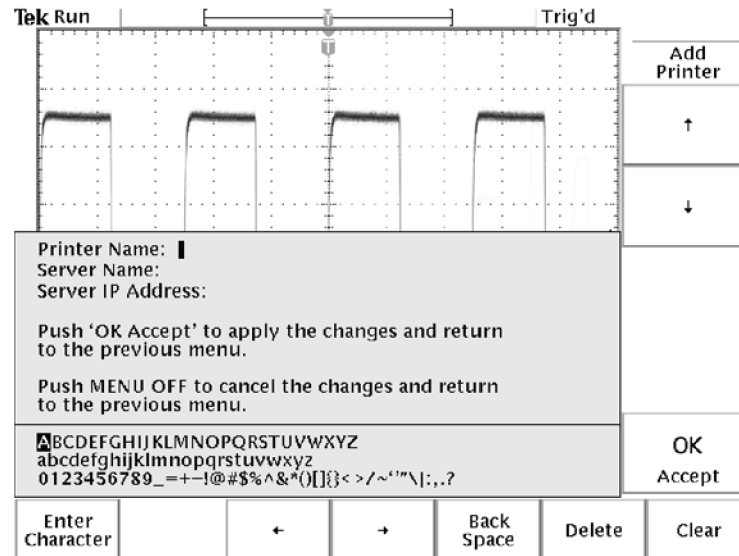 Tek Run
Trig'd
T
T
Add
Printer
↑
↓
Printer Name:
Server Name:
Server IP Address:
Push ‘OK Accept’ to apply the changes and return
to the previous menu.
Push MENU OFF to cancel the changes and return
to the previous menu.
ABCDEFGHIJKLMNOPQRSTUVWXYZ
abcdefghijklmnopqrstuvwxyz
0123456789_=+−!@#$%^&*()[]{}<>/~‘’”\|:,.?
OK
Accept
Enter
Character
←
→
Back
Space
Delete
Clear